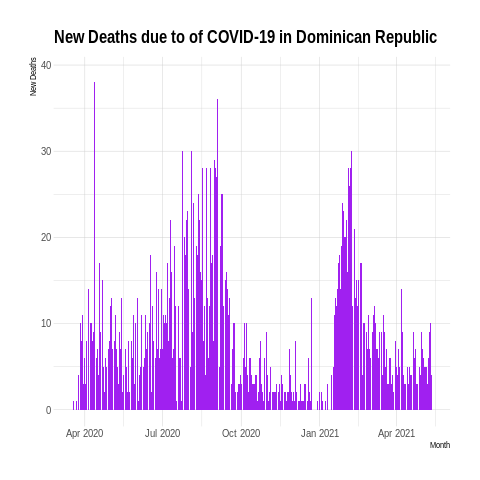 New Deaths due to of COVID-19 in Dominican Republic
New Deaths
40
30
20
10
0
Apr 2020 Jul 2020 Oct 2020 Jan 2021 Apr 2021
Month